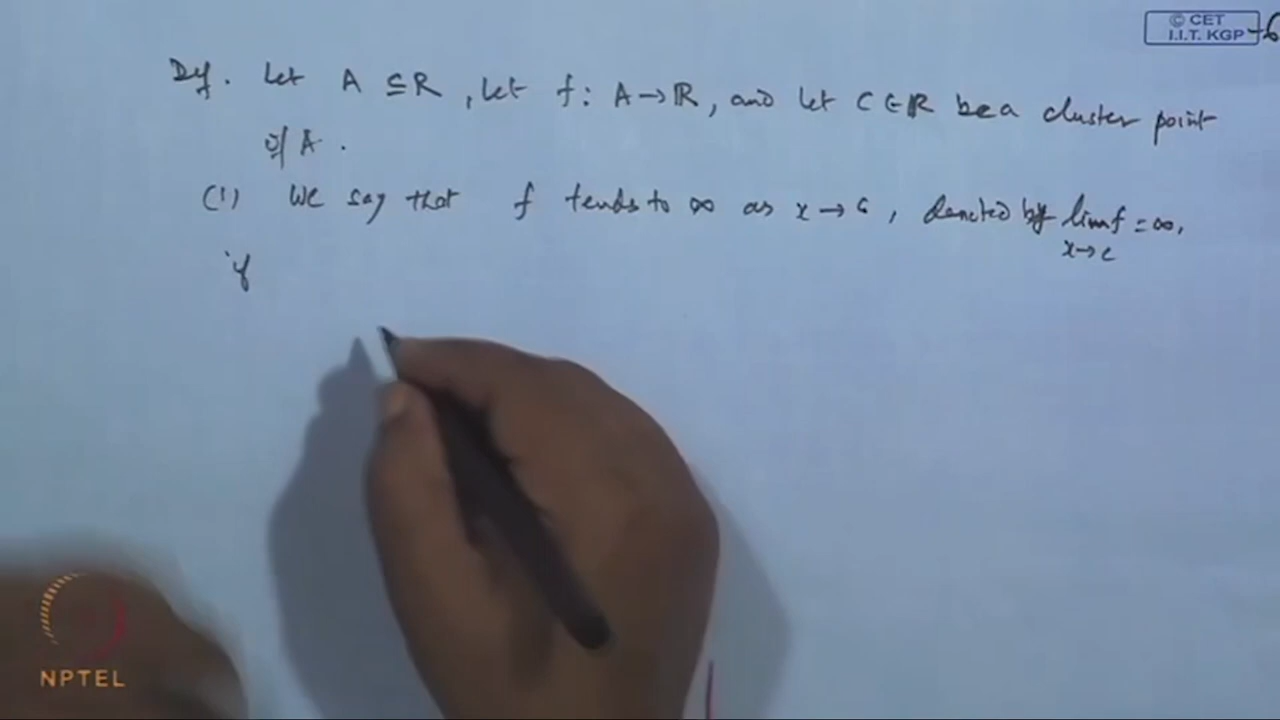 © CET
I.I.T. KGP
Def. Let A ⊆ R, let f: A → R, and let c ∈ R be a cluster point
of A.
(1) We say that f tends to ∞ as x → c, denoted by lim f = ∞,
x→c
if
NPTEL